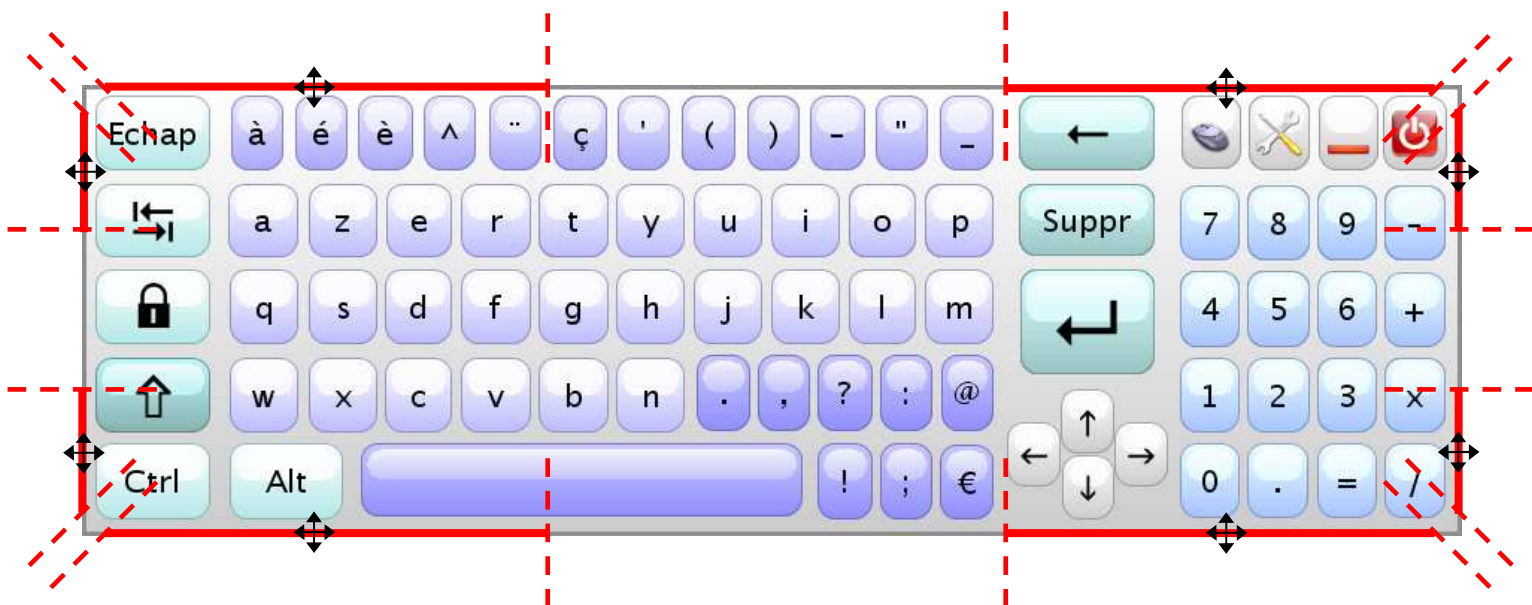 Echap à é è ^ ¨ ç ' ( ) - " _ ←
a z e r t y u i o p Suppr 7 8 9 -
q s d f g h j k l m 4 5 6 +
w x c v b n . , ? : @ ↑ 1 2 3 x
Ctrl Alt ! ; € ← ↓ → 0 . = /